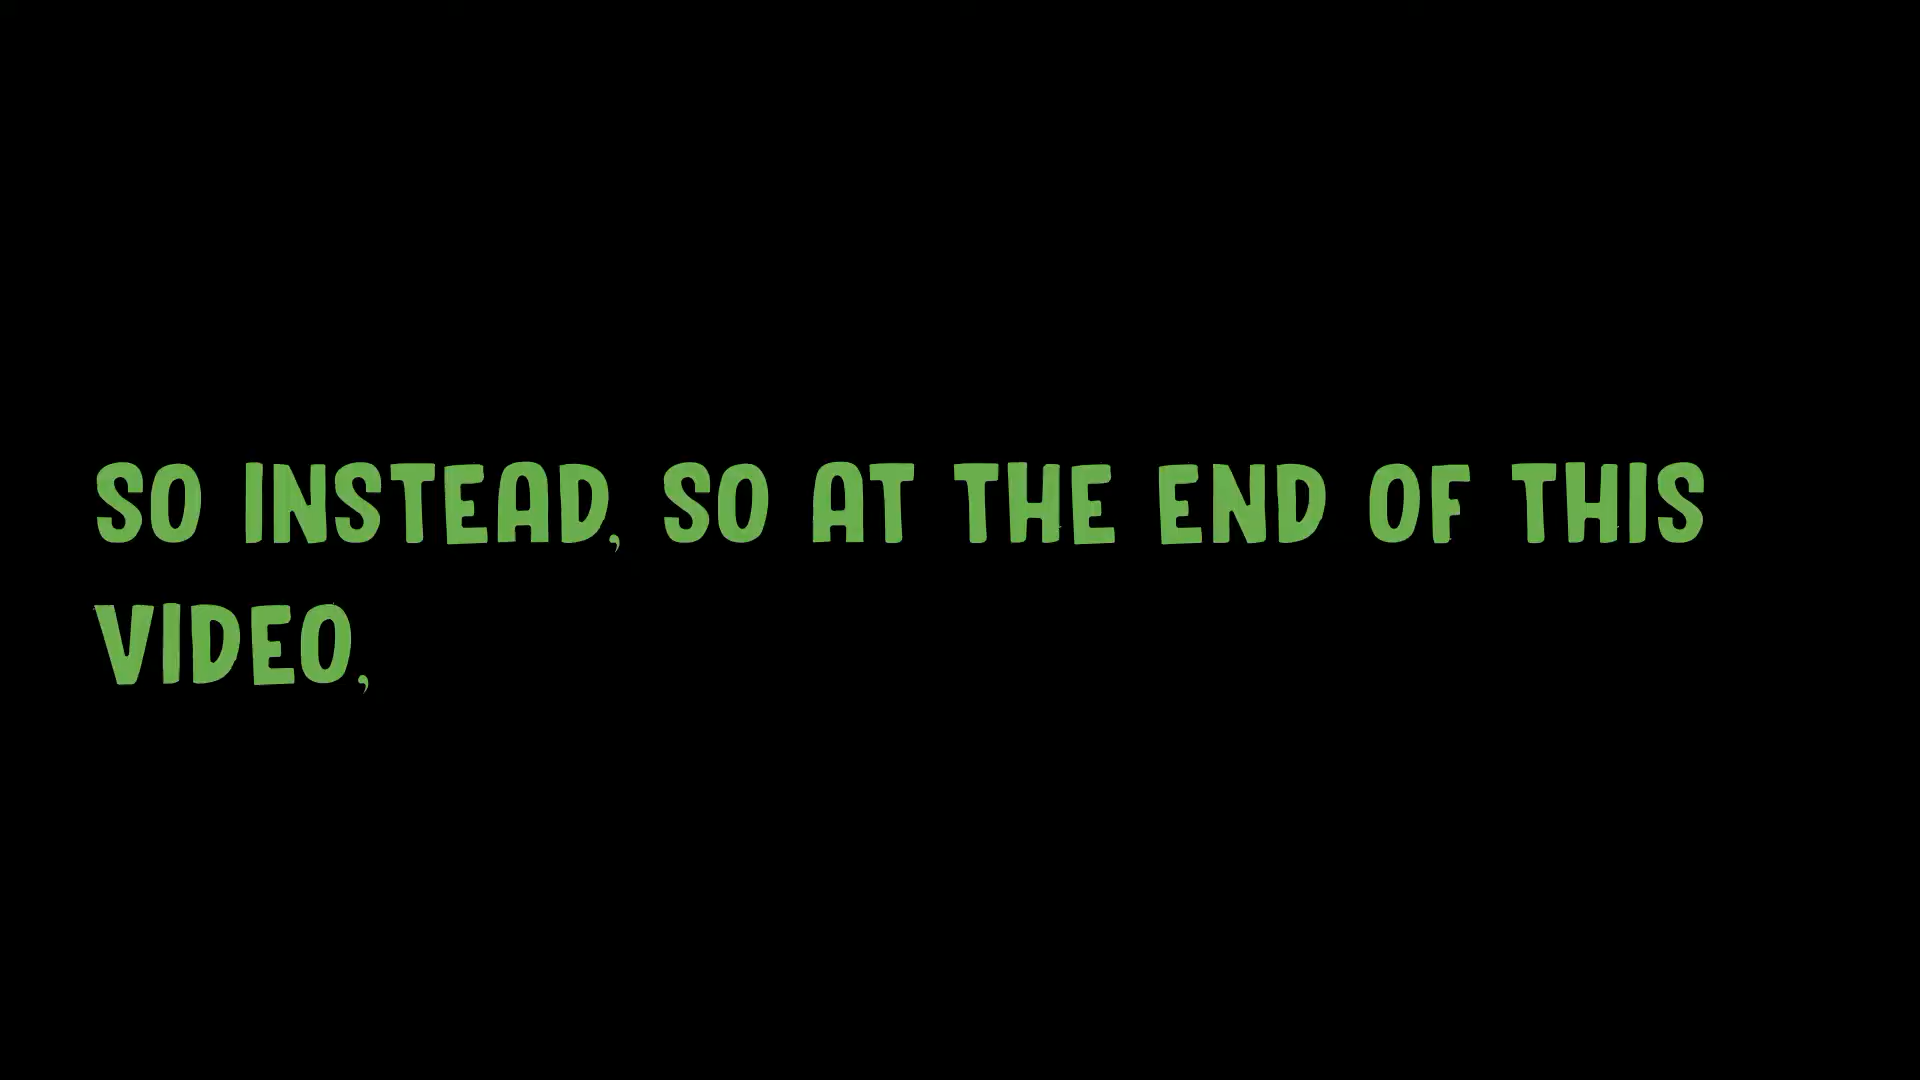 SO INSTEAD, SO AT THE END OF THIS
VIDEO,